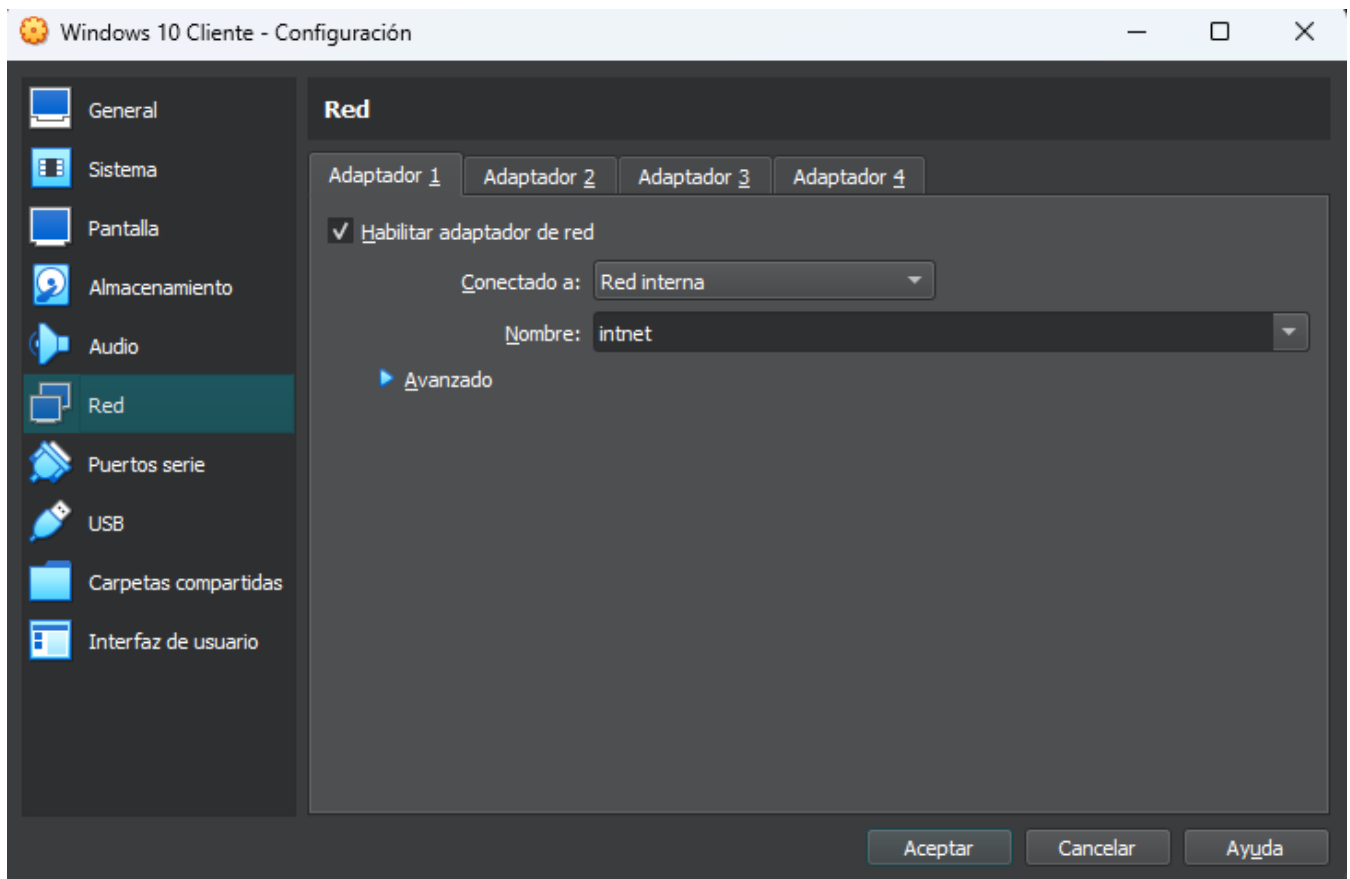 Windows 10 Cliente - Configuración
General
Sistema
Pantalla
Almacenamiento
Audio
Red
Puertos serie
USB
Carpetas compartidas
Interfaz de usuario
Red
Adaptador 1 Adaptador 2 Adaptador 3 Adaptador 4
Habilitar adaptador de red
Conectado a: Red interna
Nombre: intnet
Avanzado
Aceptar Cancelar Ayuda